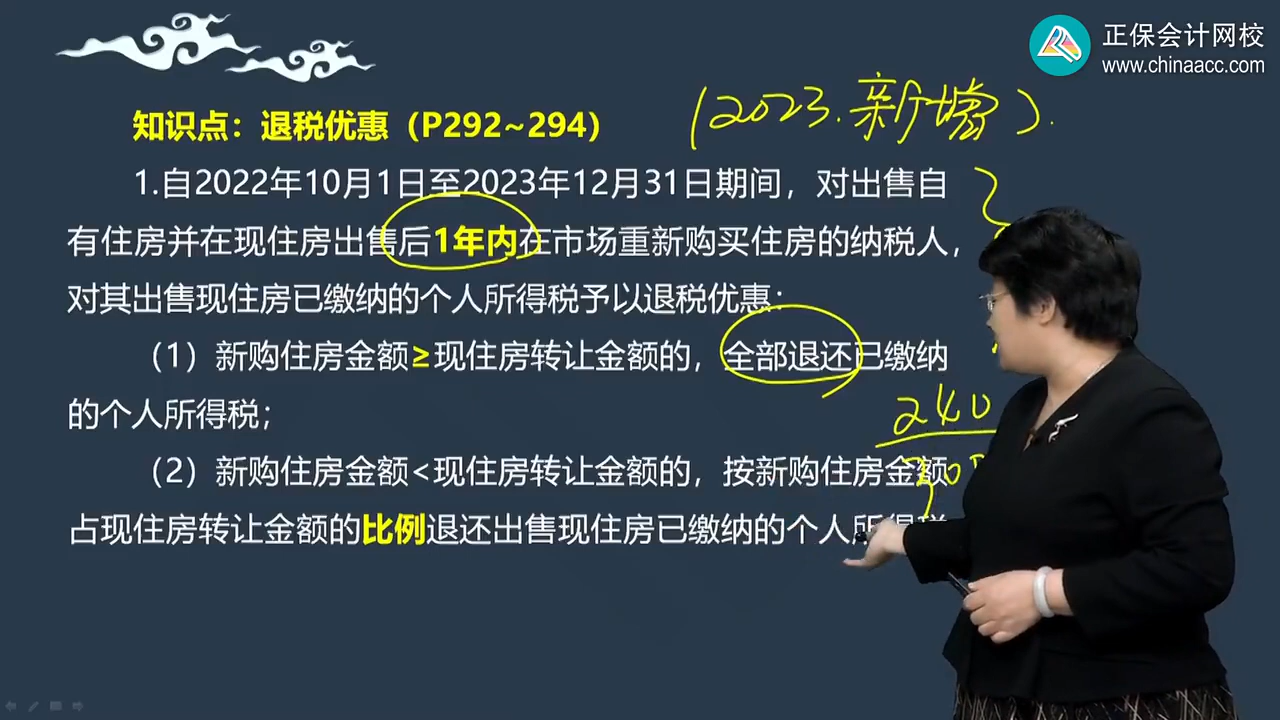 正保会计网校
www.chinaacc.com
(2023.新增).
知识点：退税优惠（P292~294）
1.自2022年10月1日至2023年12月31日期间，对出售自
有住房并在现住房出售后1年内在市场重新购买住房的纳税人，
对其出售现住房已缴纳的个人所得税予以退税优惠：
（1）新购住房金额≥现住房转让金额的，全部退还已缴纳
的个人所得税；
240
（2）新购住房金额<现住房转让金额的，按新购住房金额
占现住房转让金额的比例退还出售现住房已缴纳的个人所得税